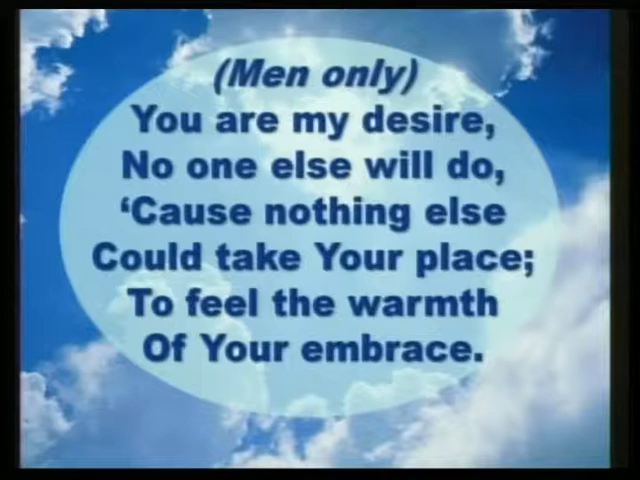 (Men only)
You are my desire,
No one else will do,
‘Cause nothing else
Could take Your place;
To feel the warmth
Of Your embrace.